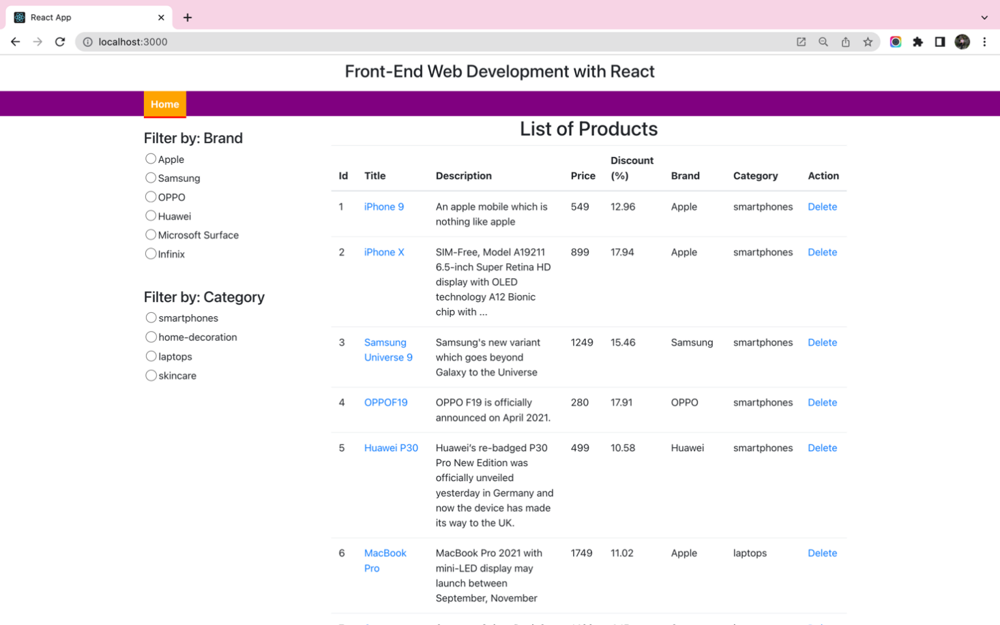 React App
localhost:3000
Front-End Web Development with React
Home
Filter by: Brand
Apple
Samsung
OPPO
Huawei
Microsoft Surface
Infinix
Filter by: Category
smartphones
home-decoration
laptops
skincare
List of Products
Id Title Description Price Discount (%) Brand Category Action
1 iPhone 9 An apple mobile which is 549 12.96 Apple smartphones Delete
nothing like apple
2 iPhone X SIM-Free, Model A19211 899 17.94 Apple smartphones Delete
6.5-inch Super Retina HD
display with OLED
technology A12 Bionic
chip with ...
3 Samsung Samsung's new variant 1249 15.46 Samsung smartphones Delete
Universe 9 which goes beyond
Galaxy to the Universe
4 OPPOF19 OPPO F19 is officially 280 17.91 OPPO smartphones Delete
announced on April 2021.
5 Huawei P30 Huawei’s re-badged P30 499 10.58 Huawei smartphones Delete
Pro New Edition was
officially unveiled
yesterday in Germany and
now the device has made
its way to the UK.
6 MacBook MacBook Pro 2021 with 1749 11.02 Apple laptops Delete
Pro mini-LED display may
launch between
September, November